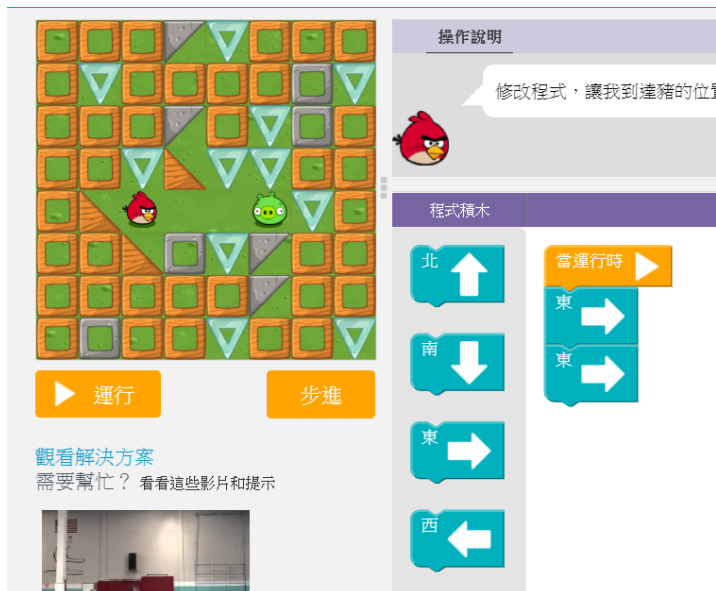 操作說明
修改程式，讓我到達豬的位
程式積木
北
當運行時
東
南
東
東
西
運行
步進
觀看解決方案
需要幫忙？ 看看這些影片和提示